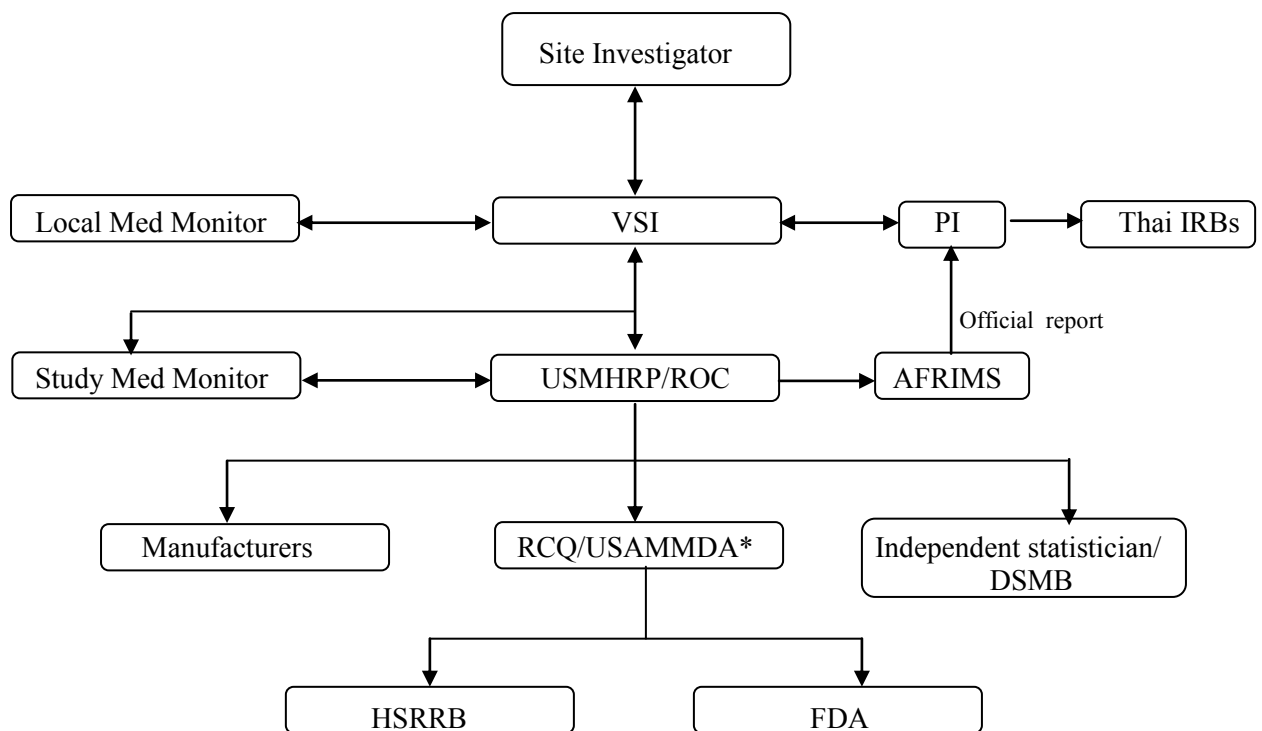 Site Investigator
Local Med Monitor
VSI
PI
Thai IRBs
Official report
Study Med Monitor
USMHRP/ROC
AFRIMS
Manufacturers
RCQ/USAMMDA*
Independent statistician/
DSMB
HSRRB
FDA